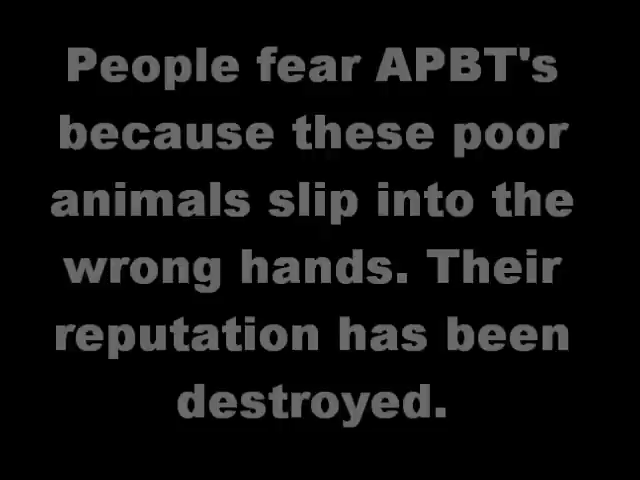 People fear APBT's
because these poor
animals slip into the
wrong hands. Their
reputation has been
destroyed.